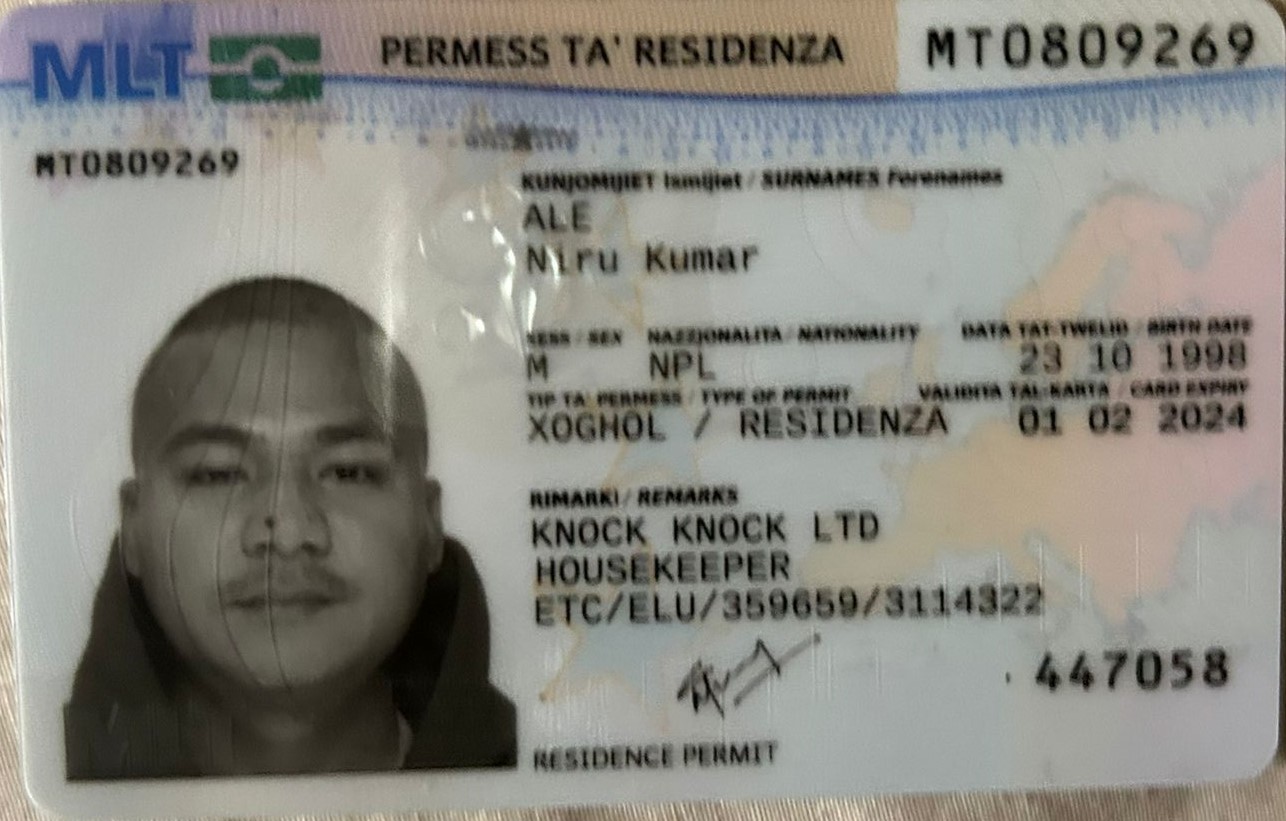 MLT
PERMESS TA' RESIDENZA
MT0809269
MT0809269
KUNJOMIJIET Ismijiet / SURNAMES Forenames
ALE
Niru Kumar
SESS / SEX NAZZJONALITA / NATIONALITY DATA TAT-TWELID / BIRTH DATE
M NPL 23 10 1998
TIP TA' PERMESS / TYPE OF PERMIT VALIDITA TAL-KARTA / CARD EXPIRY
XOGHOL / RESIDENZA 01 02 2024
RIMARKI / REMARKS
KNOCK KNOCK LTD
HOUSEKEEPER
ETC/ELU/359659/3114322
447058
RESIDENCE PERMIT